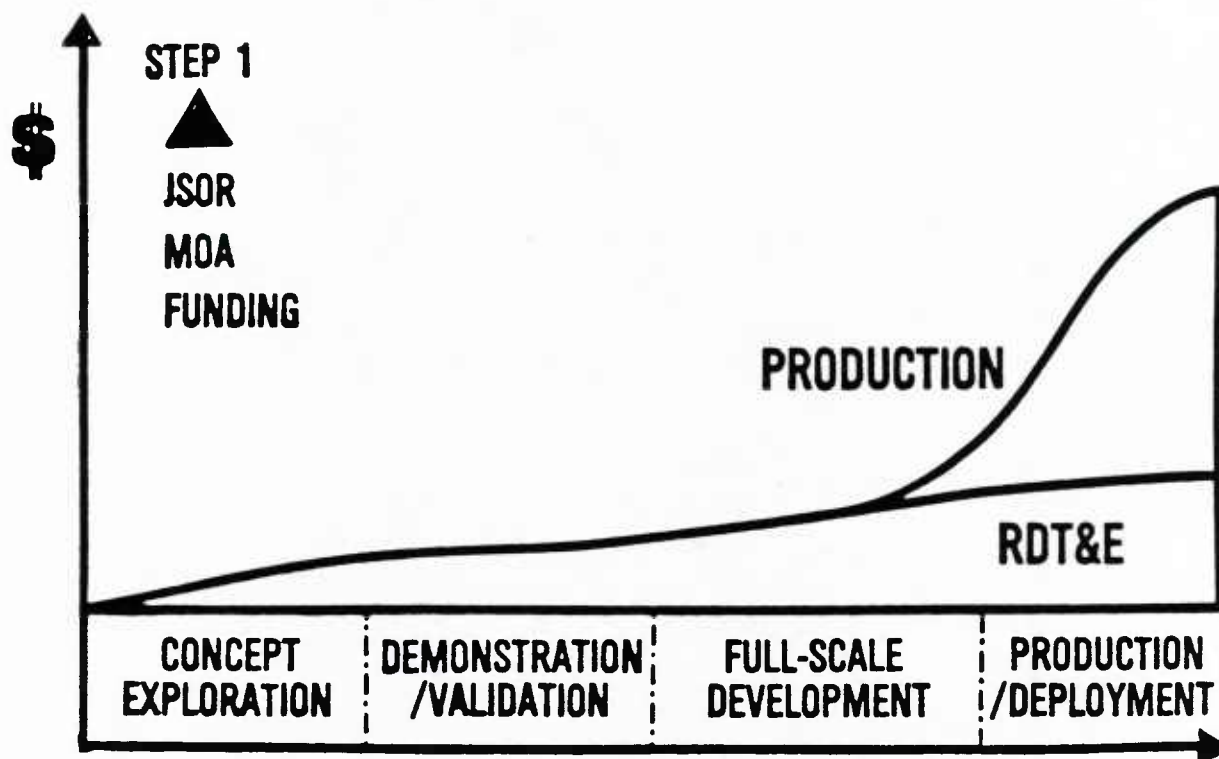 STEP 1
$
JSOR
MOA
FUNDING
PRODUCTION
RDT&E
CONCEPT
EXPLORATION
DEMONSTRATION
/VALIDATION
FULL-SCALE
DEVELOPMENT
PRODUCTION
/DEPLOYMENT